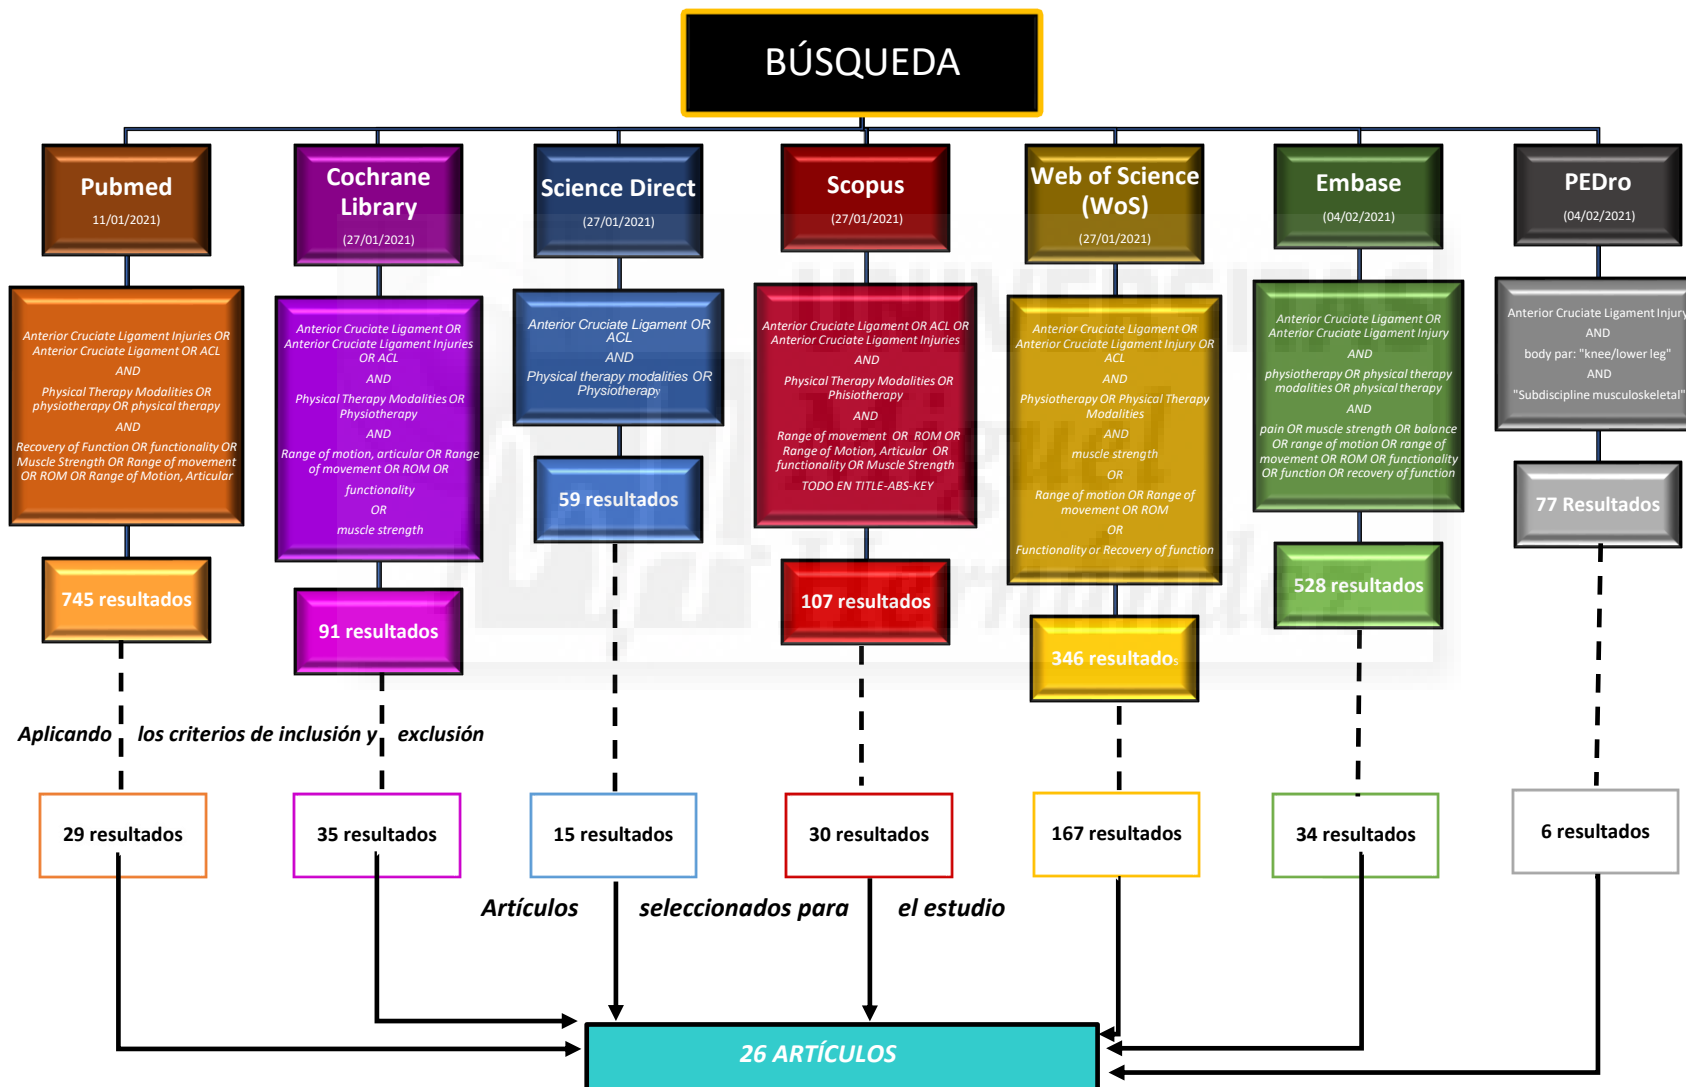 BÚSQUEDA
Pubmed
11/01/2021)
Anterior Cruciate Ligament Injuries OR
Anterior Cruciate Ligament OR ACL
AND
Physical Therapy Modalities OR
physiotherapy OR physical therapy
AND
Recovery of Function OR functionality OR
Muscle Strength OR Range of movement
OR ROM OR Range of Motion, Articular
745 resultados
Cochrane
Library
(27/01/2021)
Anterior Cruciate Ligament OR
Anterior Cruciate Ligament Injuries
OR ACL
AND
Physical Therapy Modalities OR
Physiotherapy
AND
Range of motion, articular OR Range
of movement OR ROM OR
functionality
OR
muscle strength
91 resultados
Science Direct
(27/01/2021)
Anterior Cruciate Ligament OR
ACL
AND
Physical therapy modalities OR
Physiotherapy
59 resultados
Scopus
(27/01/2021)
Anterior Cruciate Ligament OR ACL OR
Anterior Cruciate Ligament Injuries
AND
Physical Therapy Modalities OR
Phisiotherapy
AND
Range of movement OR ROM OR
Range of Motion, Articular OR
functionality OR Muscle Strength
TODO EN TITLE-ABS-KEY
107 resultados
Web of Science
(WoS)
(27/01/2021)
Anterior Cruciate Ligament OR
Anterior Cruciate Ligament Injury OR
ACL
AND
Physiotherapy OR Physical Therapy
Modalities
AND
muscle strength
OR
Range of motion OR Range of
movement OR ROM
OR
Functionality or Recovery of function
346 resultados
Embase
(04/02/2021)
Anterior Cruciate Ligament OR
Anterior Cruciate Ligament Injury
AND
physiotherapy OR physical therapy
modalities OR physical therapy
AND
pain OR muscle strength OR balance
OR range of motion OR range of
movement OR ROM OR functionality
OR function OR recovery of function
528 resultados
PEDro
(04/02/2021)
Anterior Cruciate Ligament Injury
AND
body par: "knee/lower leg"
AND
"Subdiscipline musculoskeletal"
77 Resultados
Aplicando los criterios de inclusión y exclusión
29 resultados
35 resultados
15 resultados
30 resultados
167 resultados
34 resultados
6 resultados
Artículos seleccionados para el estudio
26 ARTÍCULOS